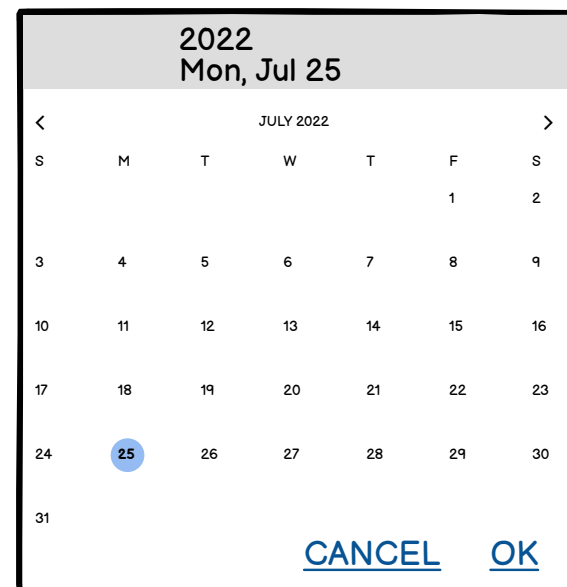 2022
Mon, Jul 25
< JULY 2022 >
S M T W T F S
1 2
3 4 5 6 7 8 9
10 11 12 13 14 15 16
17 18 19 20 21 22 23
24 25 26 27 28 29 30
31
CANCEL OK